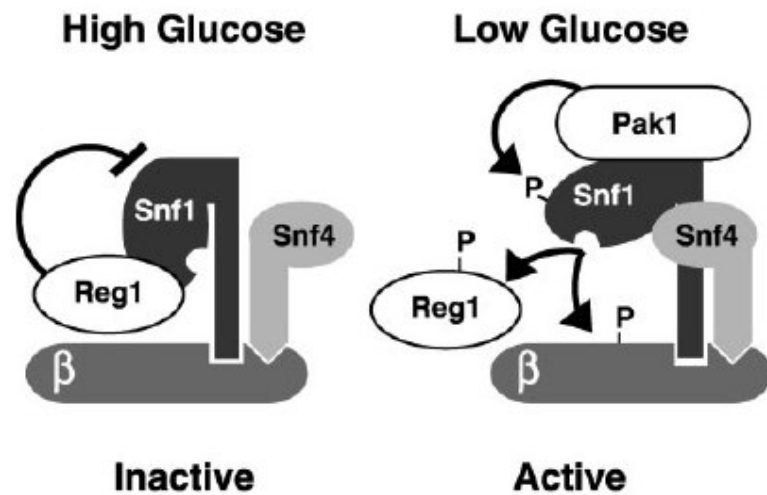 High Glucose
Low Glucose
Snf1
Snf4
Reg1
β
Pak1
P
Snf1
Snf4
P
Reg1
P
β
Inactive
Active